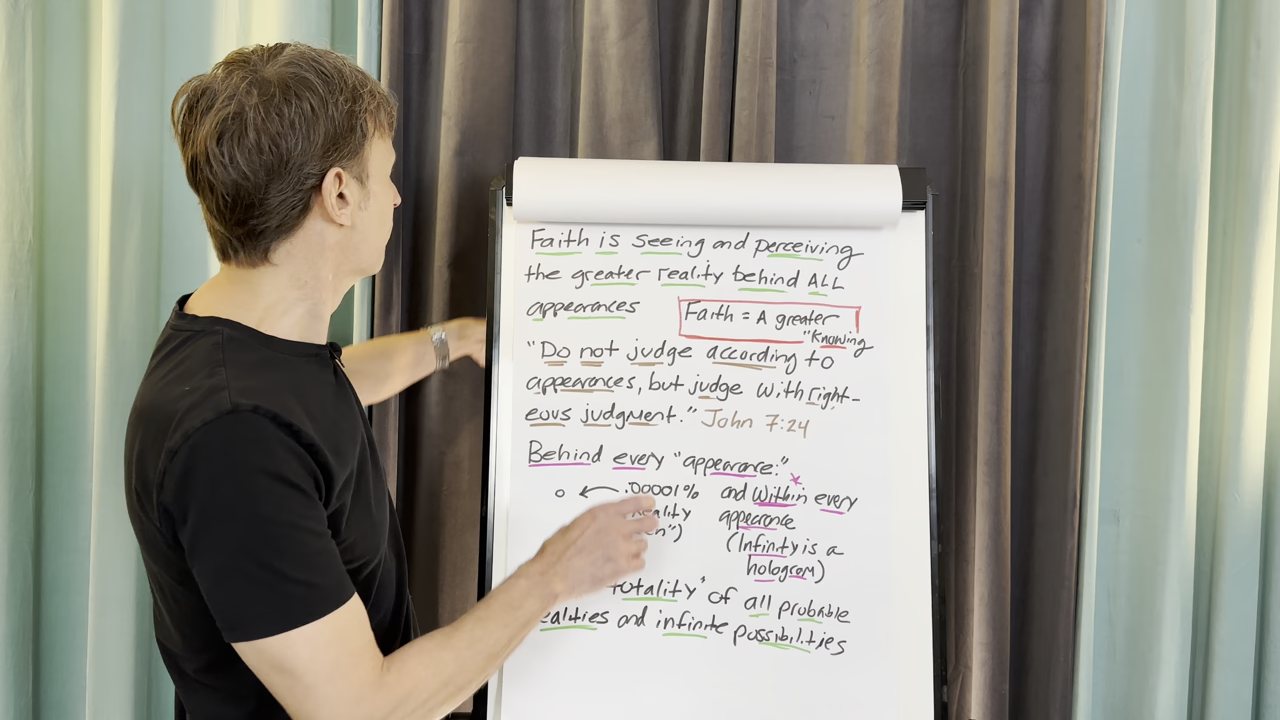 Faith is seeing and perceiving
the greater reality behind ALL
appearances
Faith = A greater
"Knowing
"Do not judge according to
appearances, but judge with right-
eous judgment." John 7:24
Behind every "appearance:"
.00001% and within every
appearance
(Infinity is a
hologram)
of all probable
and infinite possibilities